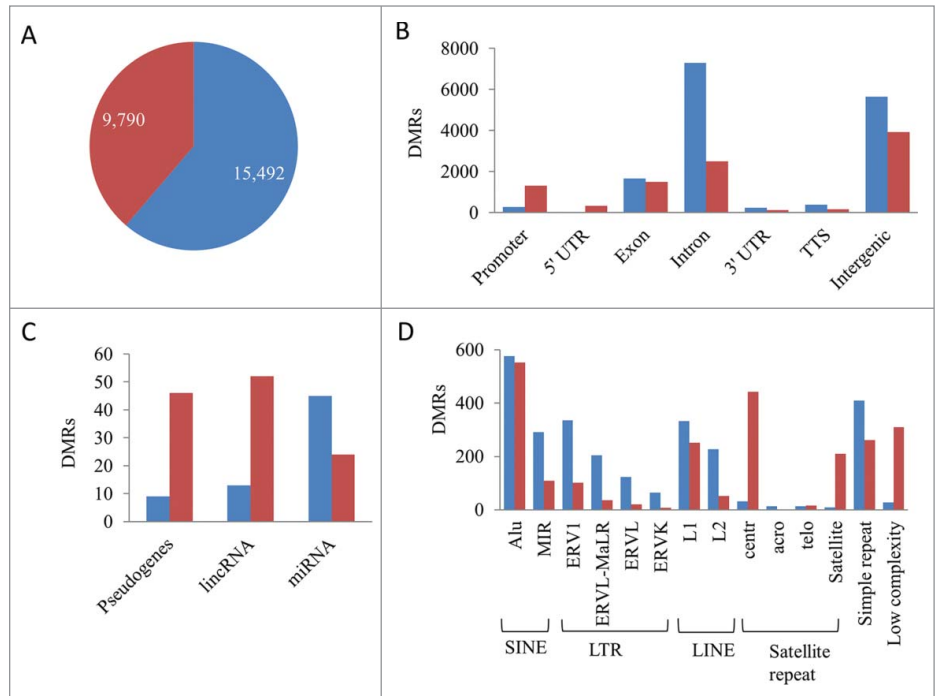 A
9,790
15,492
B
DMRs
8000
6000
4000
2000
0
Promoter
5' UTR
Exon
Intron
3' UTR
TTS
Intergenic
C
DMRs
60
50
40
30
20
10
0
Pseudogenes
lincRNA
miRNA
D
DMRs
600
400
200
0
Alu
MIR
ERV1
ERVL-MaLR
ERVL
ERVK
L1
L2
centr
acro
telo
Satellite
Simple repeat
Low complexity
SINE
LTR
LINE
Satellite
repeat